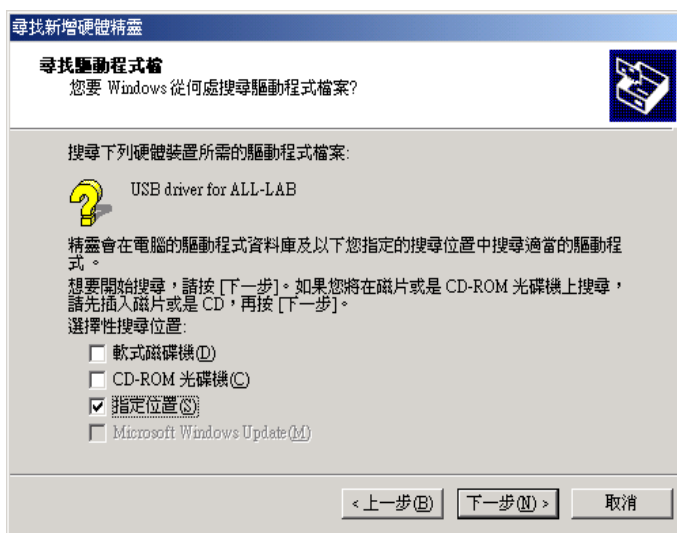 尋找新增硬體精靈
尋找驅動程式檔
您要 Windows 從何處搜尋驅動程式檔案?
搜尋下列硬體裝置所需的驅動程式檔案:
USB driver for ALL-LAB
精靈會在電腦的驅動程式資料庫及以下您指定的搜尋位置中搜尋適當的驅動程
式。
想要開始搜尋，請按 [下一步]。如果您將在磁片或是 CD-ROM 光碟機上搜尋，
請先插入磁片或是 CD，再按 [下一步]。
選擇性搜尋位置:
軟式磁碟機(D)
CD-ROM 光碟機(C)
指定位置(S)
Microsoft Windows Update(M)
<上一步(B) 下一步(N)> 取消